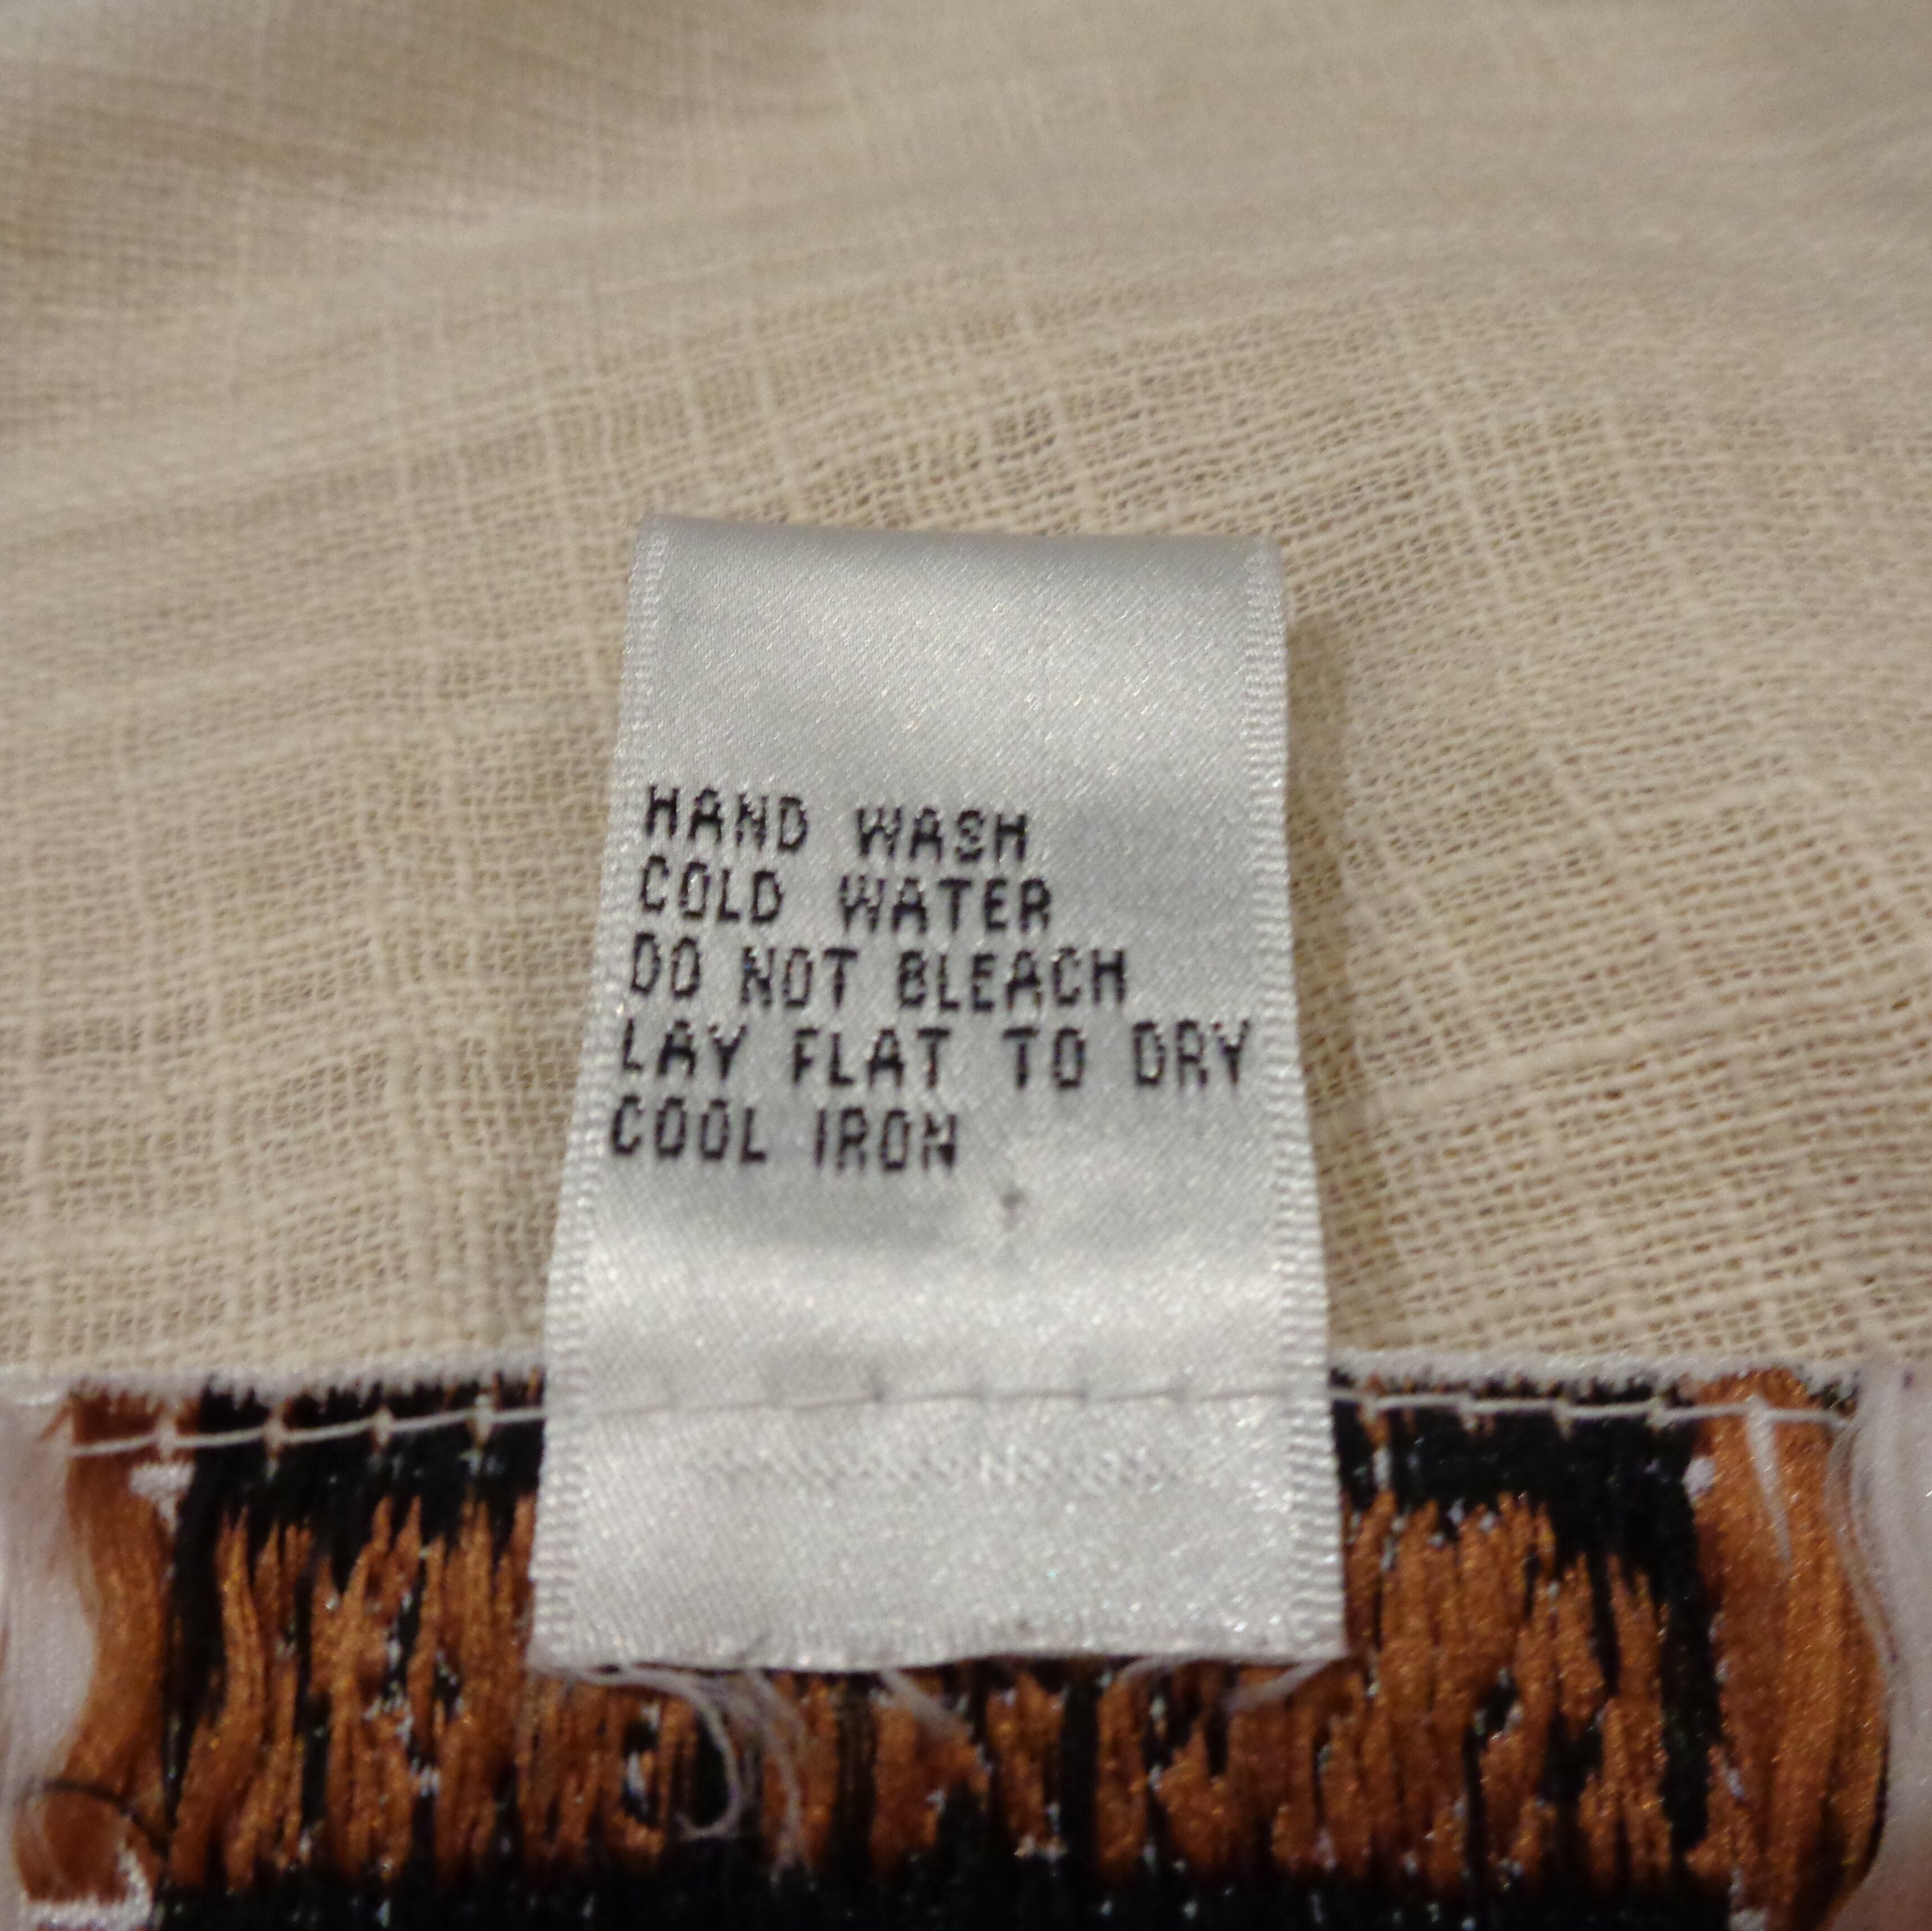 HAND WASH
COLD WATER
DO NOT BLEACH
LAY FLAT TO DRY
COOL IRON